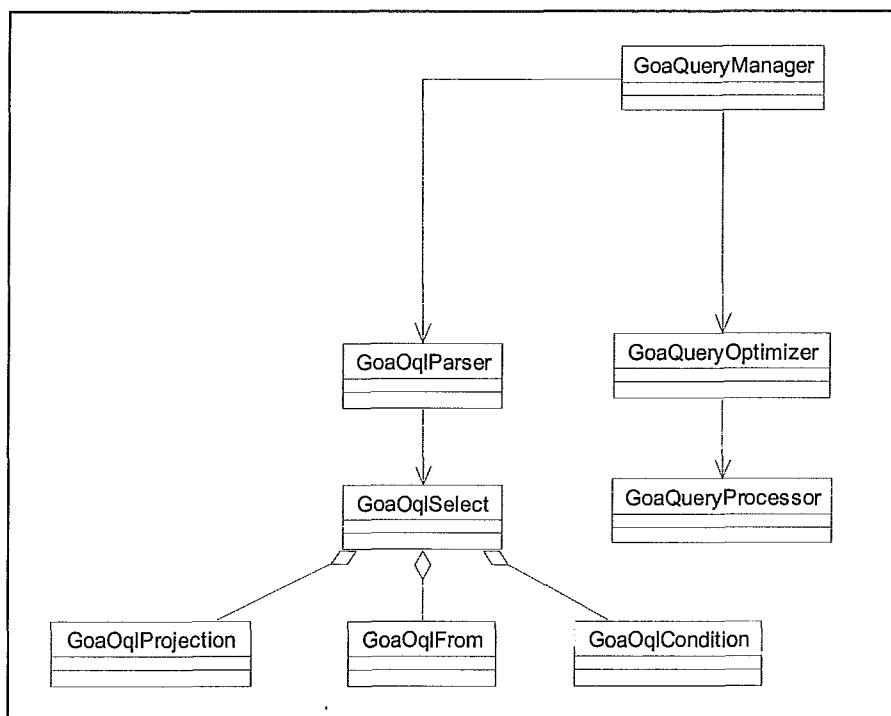 GoaQueryManager
GoaOqlParser
GoaQueryOptimizer
GoaOqlSelect
GoaQueryProcessor
GoaOqlProjection
GoaOqlFrom
GoaOqlCondition